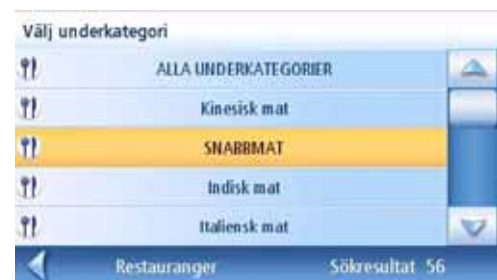 Välj underkategori
ALLA UNDERKATEGORIER
Kinesisk mat
SNABBMAT
Indisk mat
Italiensk mat
Restauranger Sökresultat 56